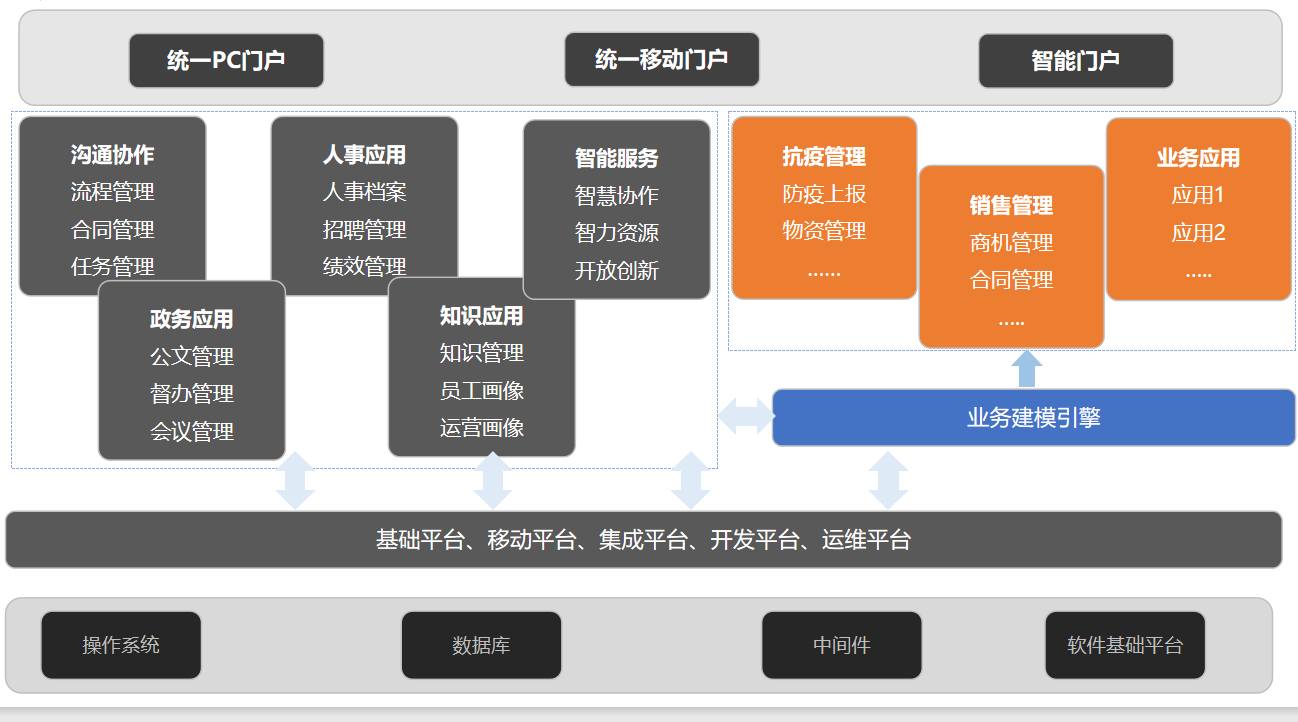 统一PC门户
统一移动门户
智能门户
沟通协作
流程管理
合同管理
任务管理
人事应用
人事档案
招聘管理
绩效管理
智能服务
智慧协作
智力资源
开放创新
政务应用
公文管理
督办管理
会议管理
知识应用
知识管理
员工画像
运营画像
抗疫管理
防疫上报
物资管理
……
销售管理
商机管理
合同管理
…..
业务应用
应用1
应用2
…..
业务建模引擎
基础平台、移动平台、集成平台、开发平台、运维平台
操作系统
数据库
中间件
软件基础平台